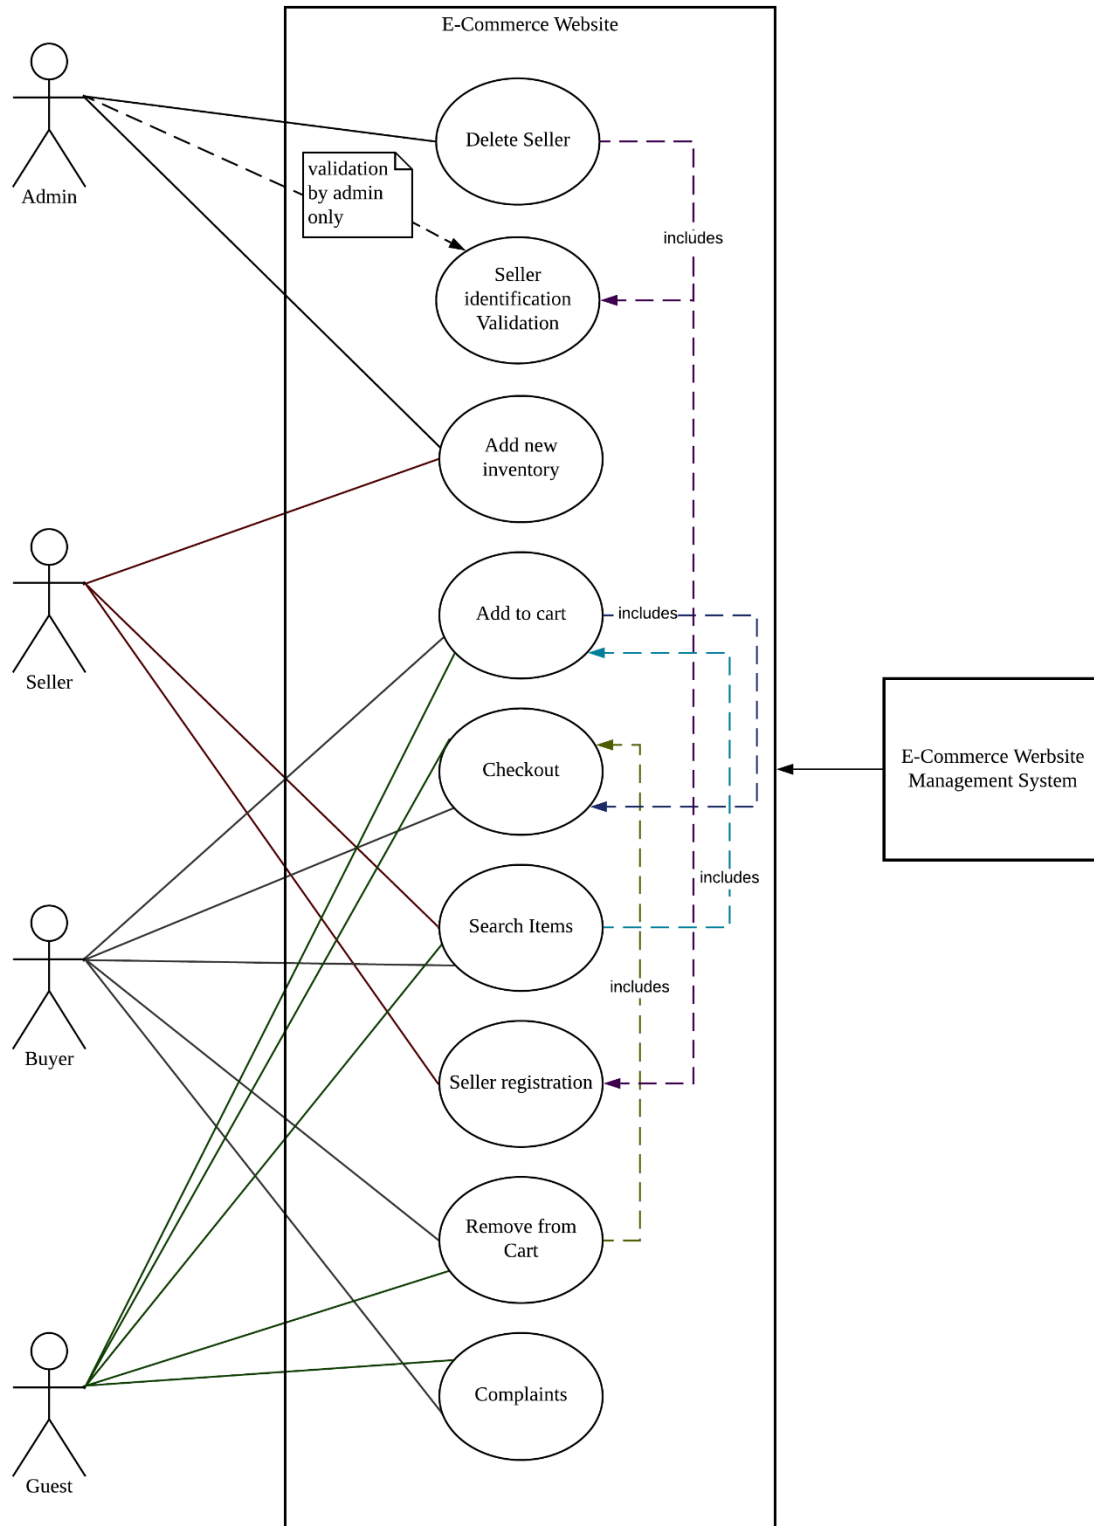 E-Commerce Website
Admin
Delete Seller
validation
by admin
only
includes
Seller
identification
Validation
Add new
inventory
Seller
Add to cart
includes
Checkout
E-Commerce Werbsite
Management System
includes
Search Items
includes
Buyer
Seller registration
Remove from
Cart
Complaints
Guest